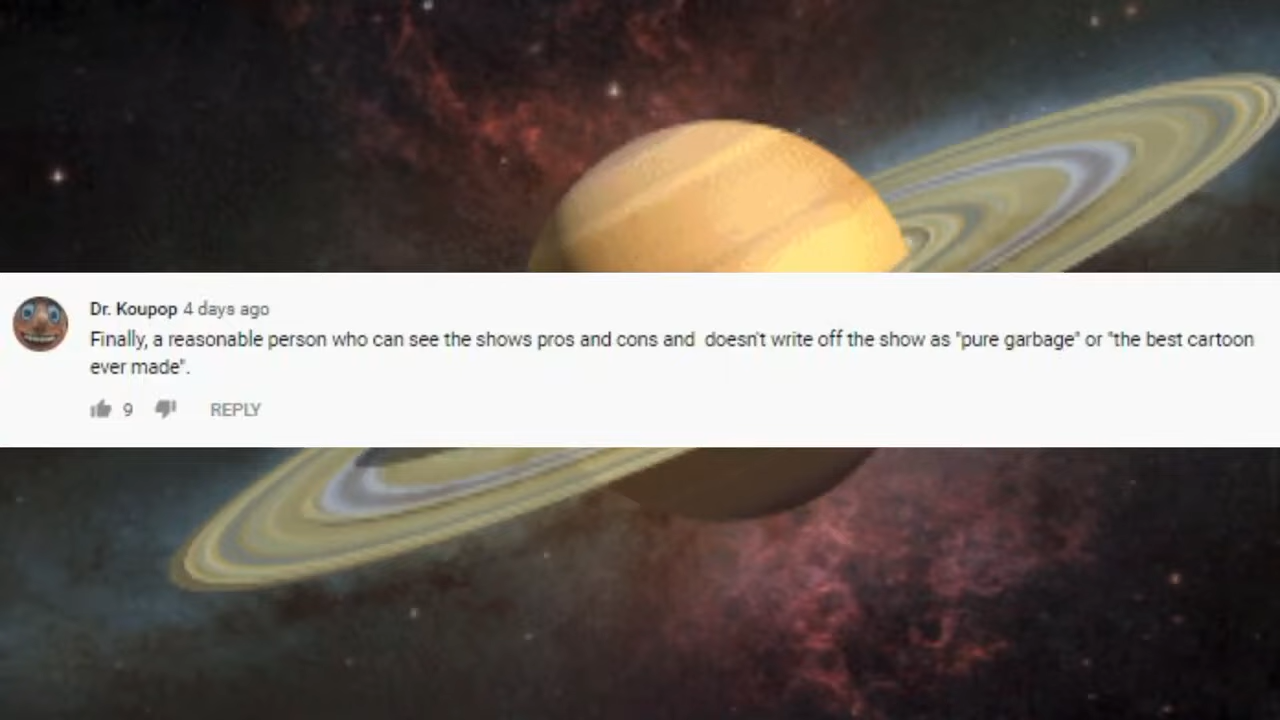 Dr. Koupop 4 days ago
Finally, a reasonable person who can see the shows pros and cons and  doesn't write off the show as "pure garbage" or "the best cartoon
ever made".
9 REPLY